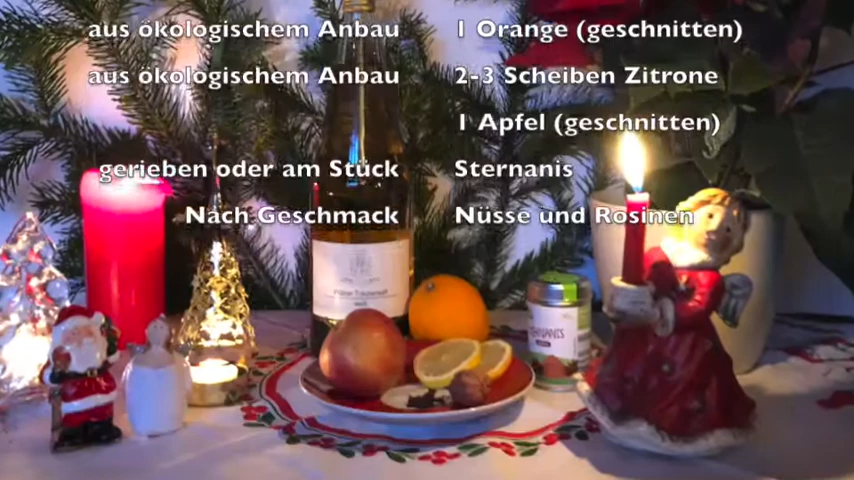 aus ökologischem Anbau 1 Orange (geschnitten)
aus ökologischem Anbau 2-3 Scheiben Zitrone
1 Apfel (geschnitten)
gerieben oder am Stück Sternanis
Nach Geschmack Nüsse und Rosinen